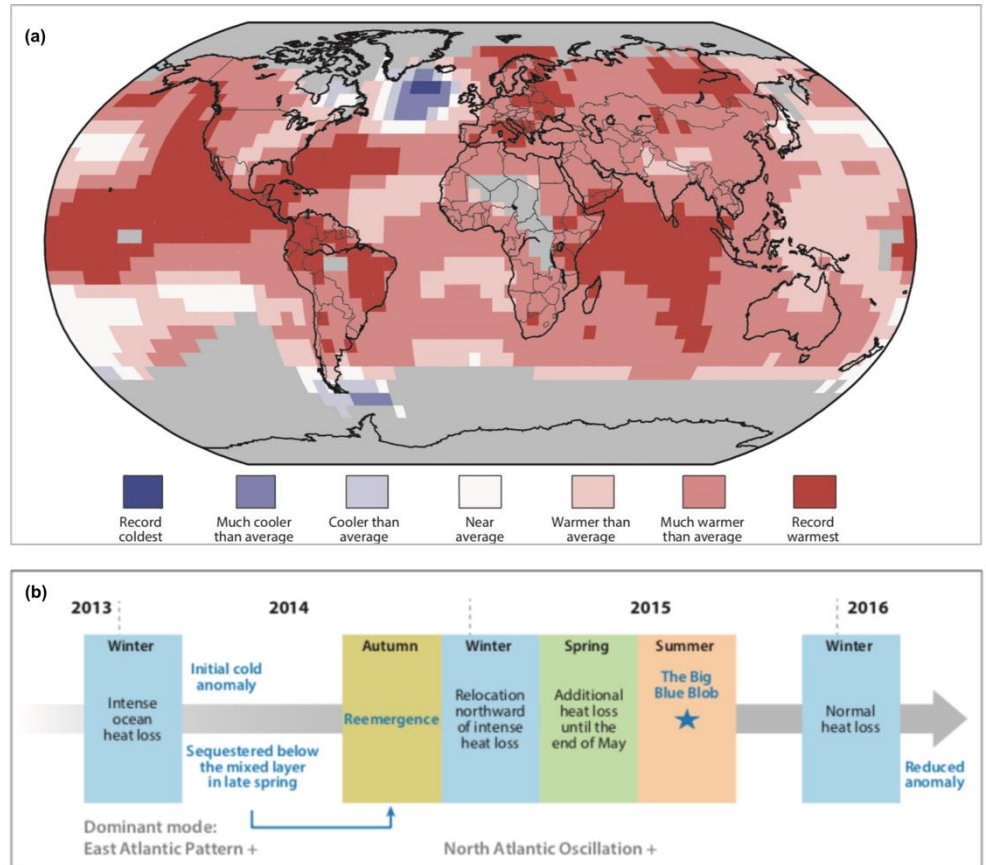 (a)
Record
coldest
Much cooler
than average
Cooler than
average
Near
average
Warmer than
average
Much warmer
than average
Record
warmest
(b)
2013
2014
2015
2016
Winter
Intense
ocean
heat loss
Initial cold
anomaly
Sequestered below
the mixed layer
in late spring
Autumn
Reemergence
Winter
Relocation
northward
of intense
heat loss
Spring
Additional
heat loss
until the
end of May
Summer
The Big
Blue Blob
Winter
Normal
heat loss
Reduced
anomaly
Dominant mode:
East Atlantic Pattern +
North Atlantic Oscillation +